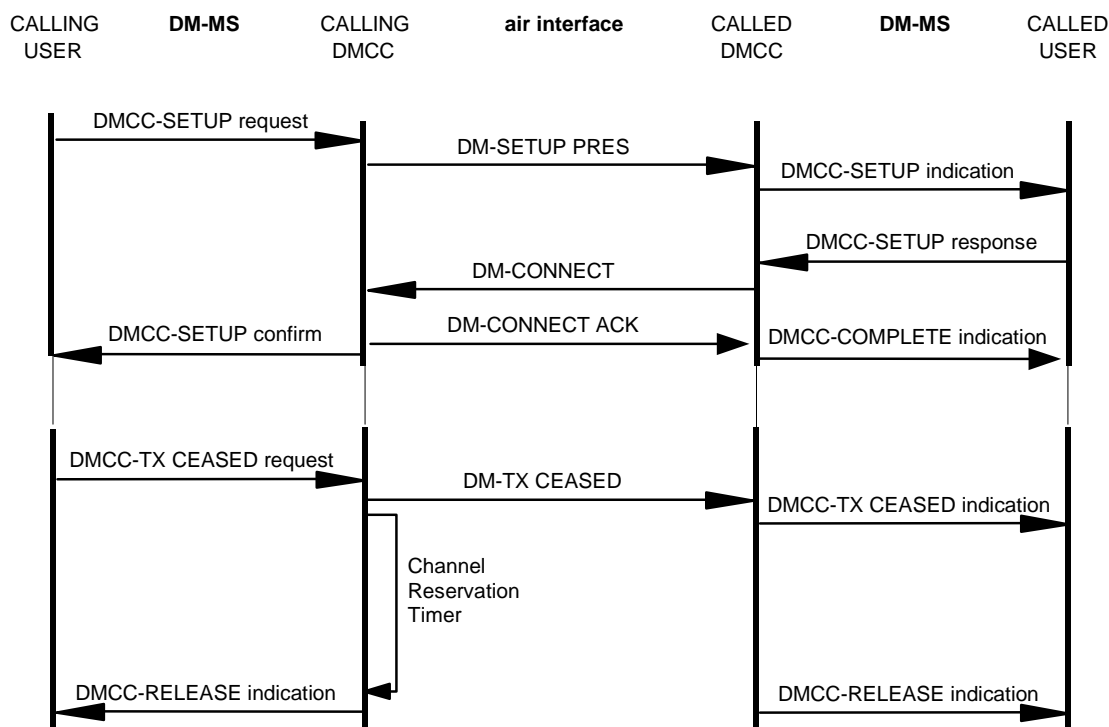 CALLING DM-MS CALLING air interface CALLED DM-MS CALLED
USER DMCC DMCC USER
DMCC-SETUP request
DM-SETUP PRES
DMCC-SETUP indication
DMCC-SETUP response
DM-CONNECT
DMCC-SETUP confirm
DM-CONNECT ACK
DMCC-COMPLETE indication
DMCC-TX CEASED request
DM-TX CEASED
DMCC-TX CEASED indication
Channel
Reservation
Timer
DMCC-RELEASE indication
DMCC-RELEASE indication